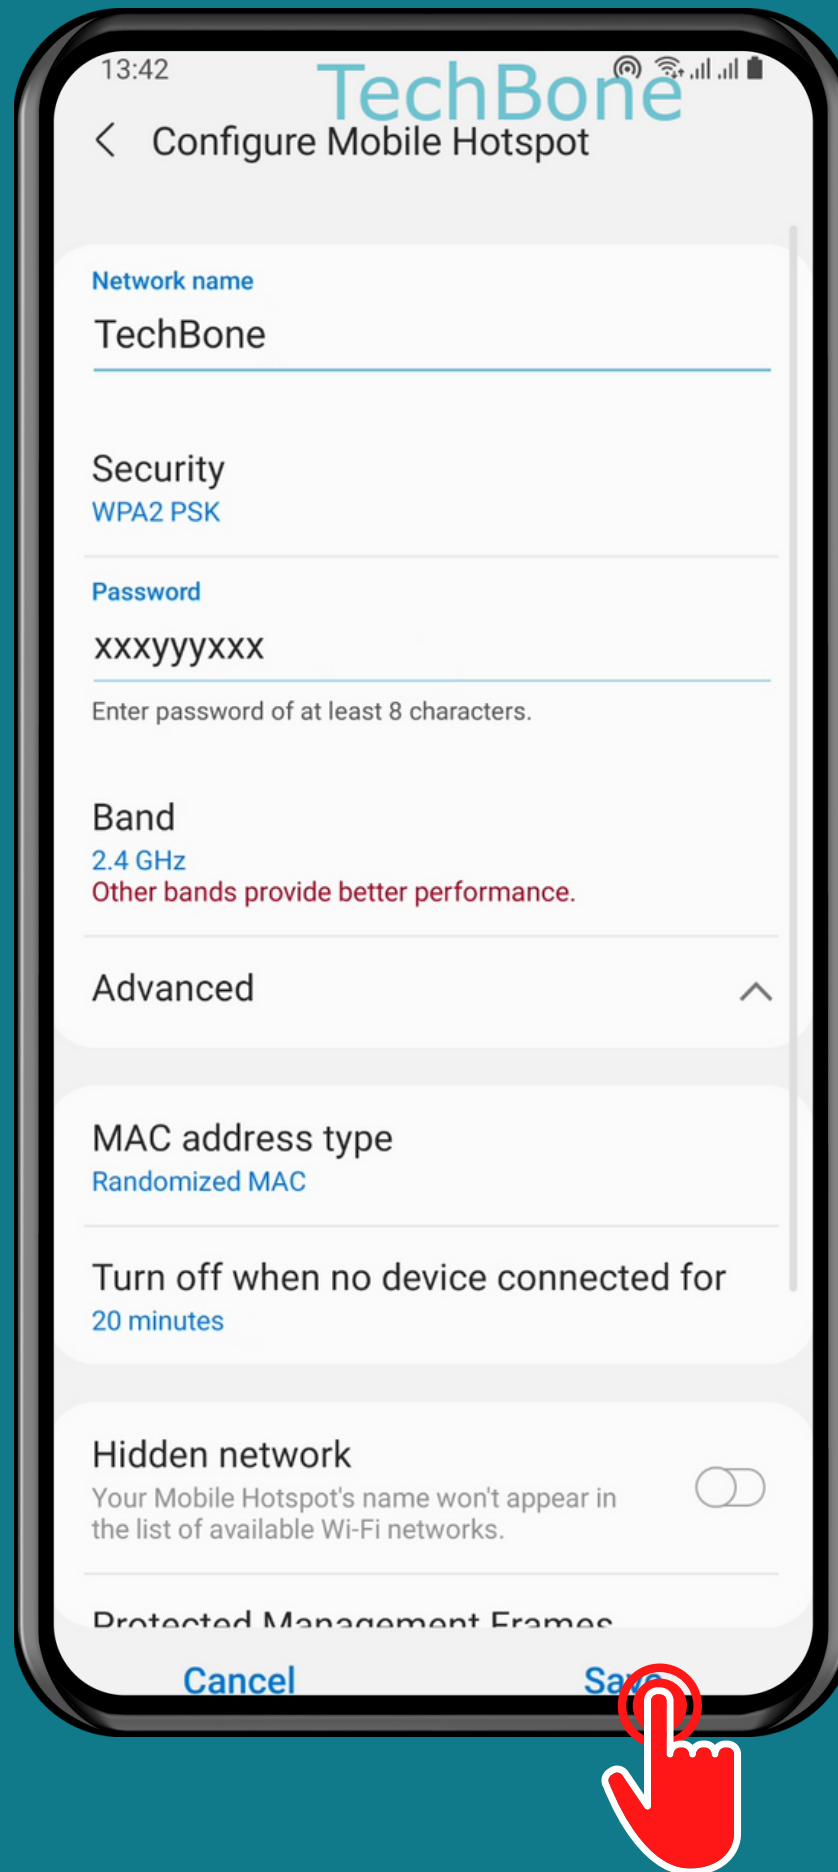 13:42
TechBone
Configure Mobile Hotspot
Network name
TechBone
Security
WPA2 PSK
Password
xxxyyyxxx
Enter password of at least 8 characters.
Band
2.4 GHz
Other bands provide better performance.
Advanced
MAC address type
Randomized MAC
Turn off when no device connected for
20 minutes
Hidden network
Your Mobile Hotspot's name won't appear in
the list of available Wi-Fi networks.
Protected Management Frames
Cancel
Save